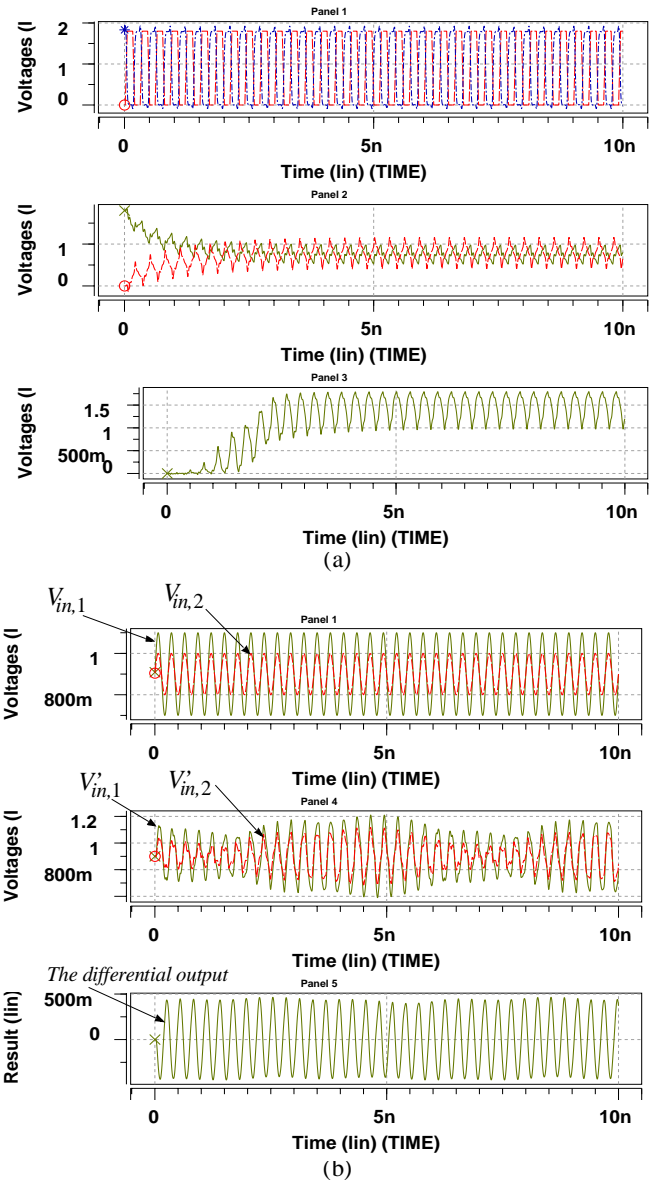 Panel 1
Voltages (l
2
1
0
0 5n 10n
Time (lin) (TIME)
Panel 2
Voltages (l
1
0
0 5n 10n
Time (lin) (TIME)
Panel 3
Voltages (l
1.5
1
500m
0
0 5n 10n
Time (lin) (TIME)
(a)
Vin,1 Vin,2
Panel 1
Voltages (l
1
800m
0 5n 10n
Time (lin) (TIME)
V'in,1 V'in,2
Panel 4
Voltages (l
1.2
1
800m
0 5n 10n
Time (lin) (TIME)
The differential output
Panel 5
Result (lin)
500m
0
0 5n 10n
Time (lin) (TIME)
(b)